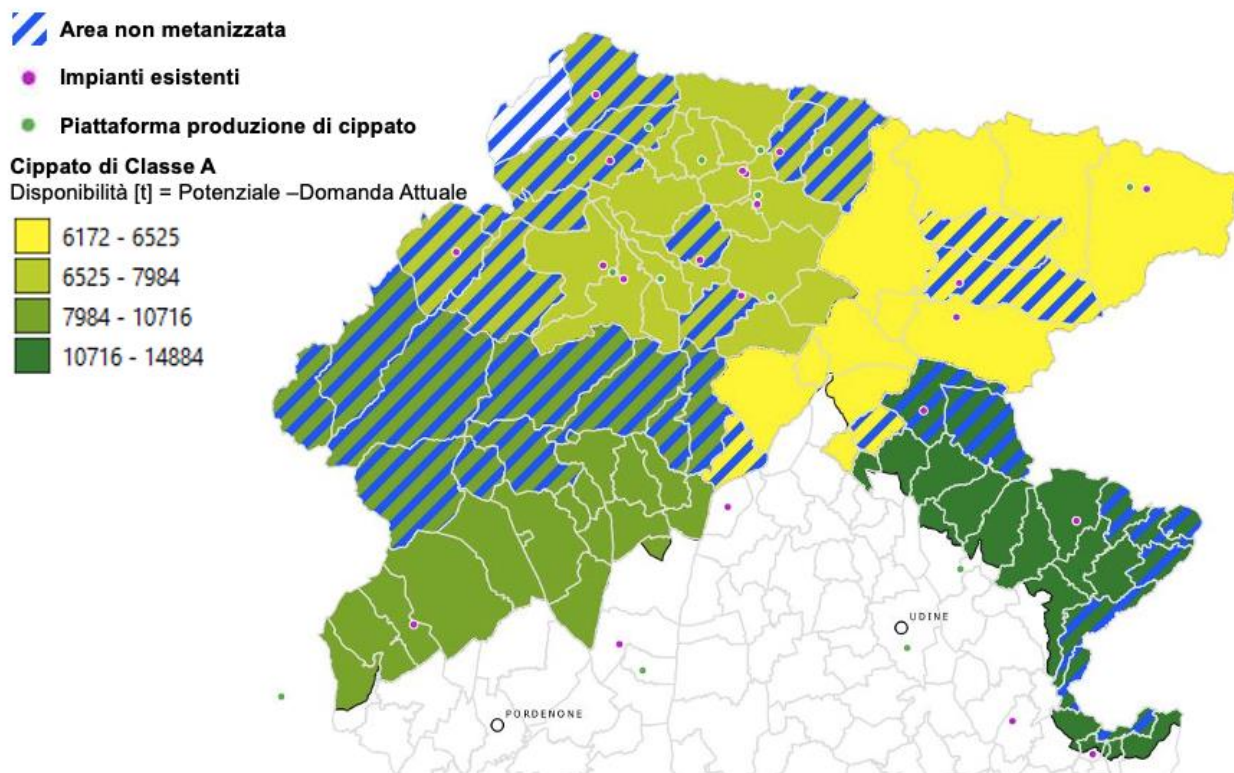 Area non metanizzata
Impianti esistenti
Piattaforma produzione di cippato
Cippato di Classe A
Disponibilità [t] = Potenziale –Domanda Attuale
6172 - 6525
6525 - 7984
7984 - 10716
10716 - 14884
UDINE
PORDENONE